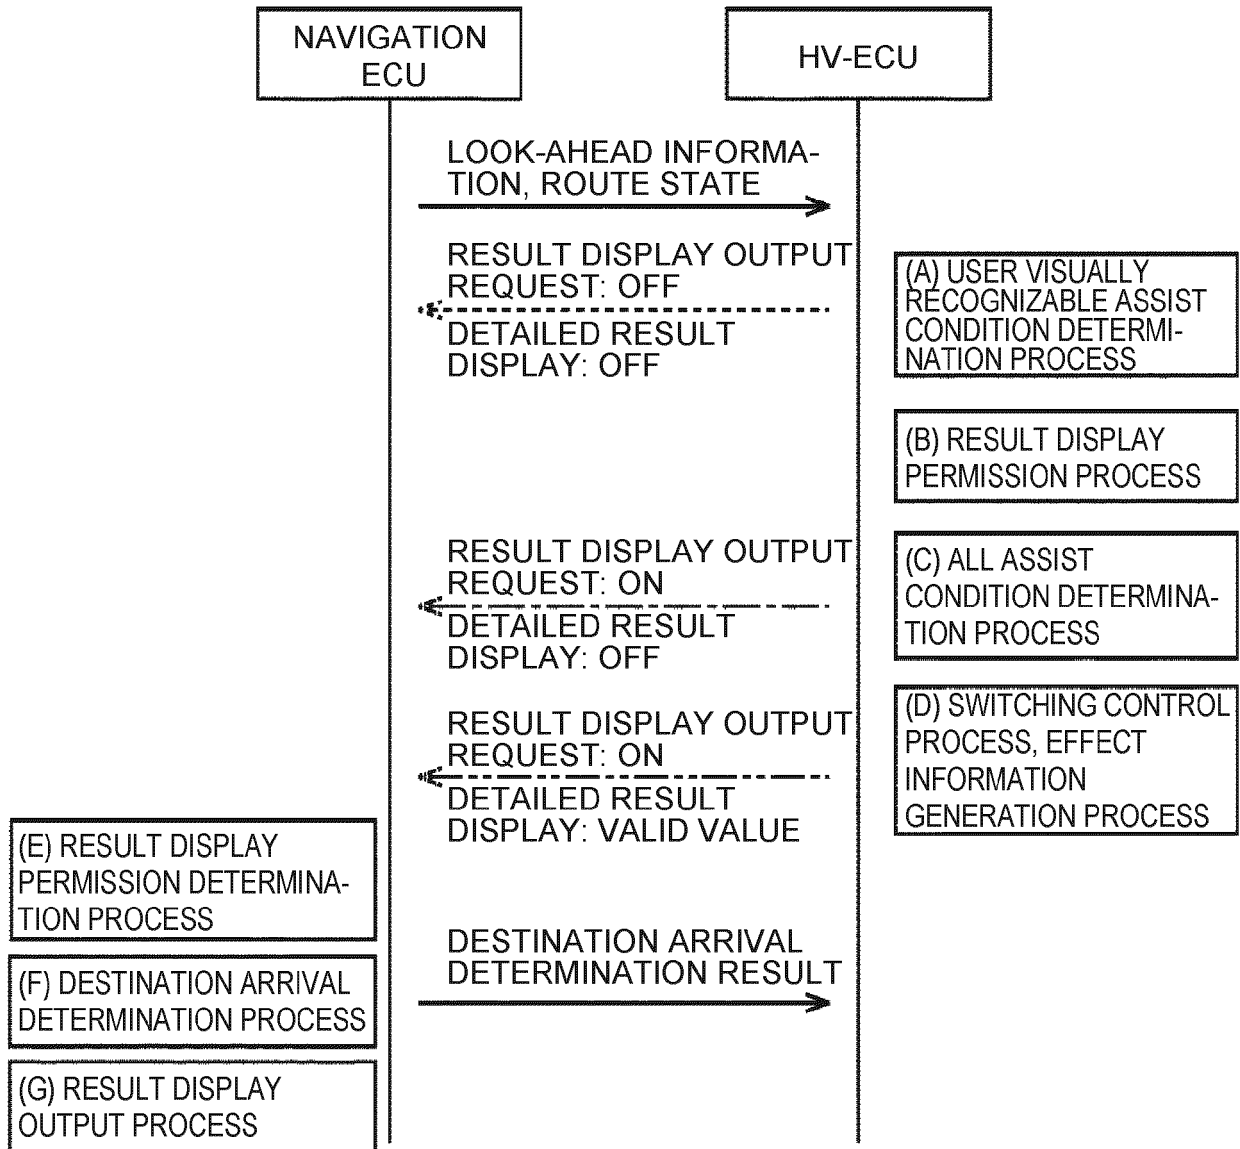 NAVIGATION
ECU
HV-ECU
LOOK-AHEAD INFORMA-
TION, ROUTE STATE
RESULT DISPLAY OUTPUT
REQUEST: OFF
DETAILED RESULT
DISPLAY: OFF
(A) USER VISUALLY
RECOGNIZABLE ASSIST
CONDITION DETERMI-
NATION PROCESS
(B) RESULT DISPLAY
PERMISSION PROCESS
RESULT DISPLAY OUTPUT
REQUEST: ON
DETAILED RESULT
DISPLAY: OFF
(C) ALL ASSIST
CONDITION DETERMINA-
TION PROCESS
RESULT DISPLAY OUTPUT
REQUEST: ON
DETAILED RESULT
DISPLAY: VALID VALUE
(D) SWITCHING CONTROL
PROCESS, EFFECT
INFORMATION
GENERATION PROCESS
(E) RESULT DISPLAY
PERMISSION DETERMINA-
TION PROCESS
DESTINATION ARRIVAL
DETERMINATION RESULT
(F) DESTINATION ARRIVAL
DETERMINATION PROCESS
(G) RESULT DISPLAY
OUTPUT PROCESS